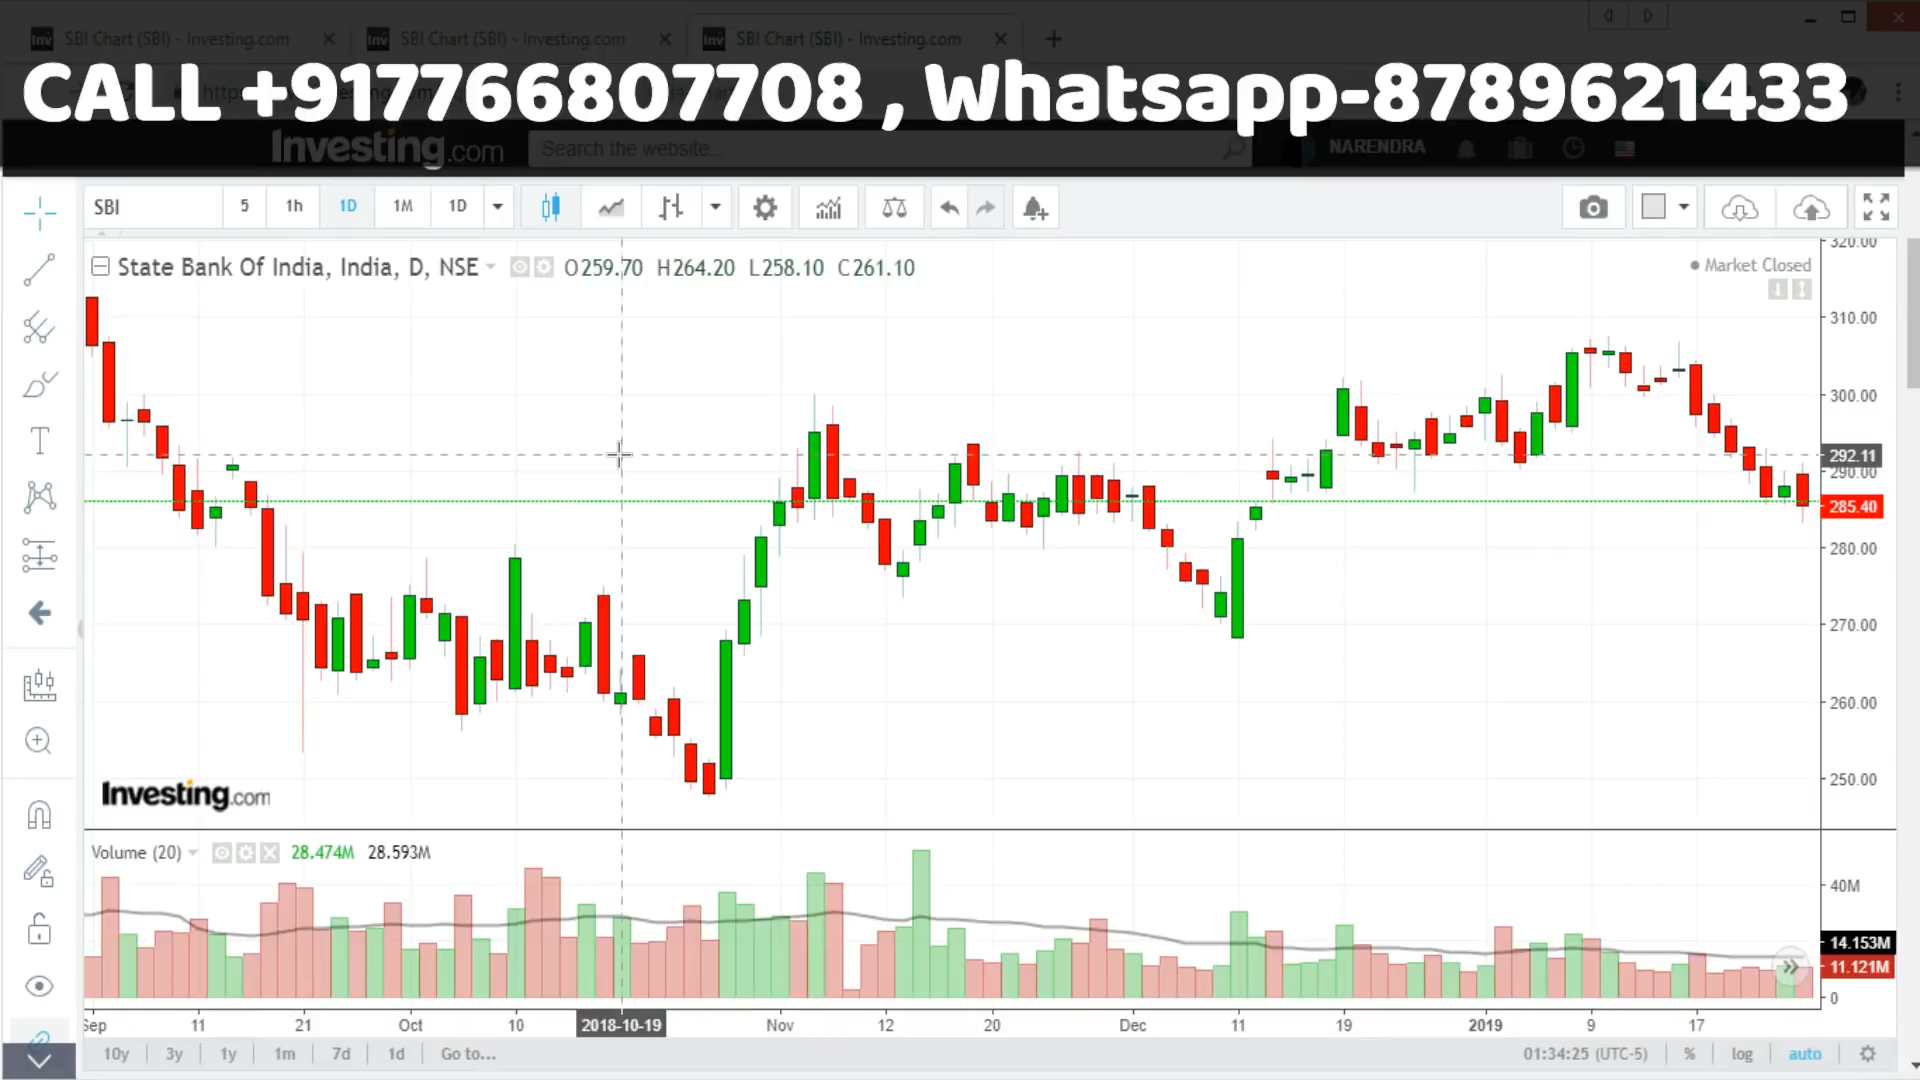 SBI Chart (SBI) - Investing.com SBI Chart (SBI) - Investing.com SBI Chart (SBI) - Investing.com
CALL +917766807708 , Whatsapp-8789621433
Investing.com Search the website... NARENDRA
SBI 5 1h 1D 1M 1D
State Bank Of India, India, D, NSE O259.70 H264.20 L258.10 C261.10
Market Closed
320.00
310.00
300.00
292.11
290.00
285.40
280.00
270.00
260.00
250.00
Investing.com
Volume (20) 28.474M 28.593M
40M
14.153M
11.121M
0
Sep 11 21 Oct 10 2018-10-19 Nov 12 20 Dec 11 19 2019 9 17
10y 3y 1y 1m 7d 1d Go to... 01:34:25 (UTC-5) % log auto